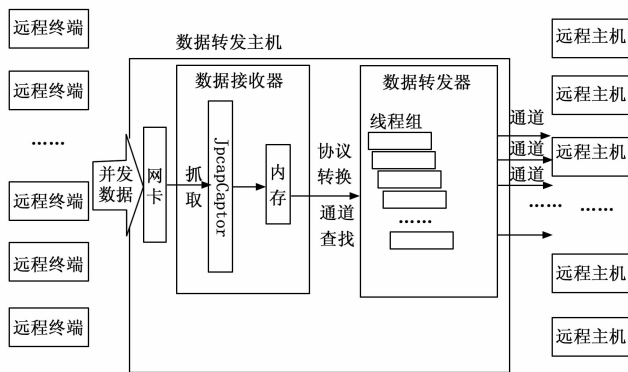 远程终端
远程终端
……
远程终端
远程终端
远程终端
并发
数据
数据转发主机
网卡
数据接收器
抓取
JpcapCaptor
内存
协议
转换
通道
查找
数据转发器
线程组
……
通道
通道
通道
……
……
远程主机
远程主机
远程主机
远程主机
远程主机